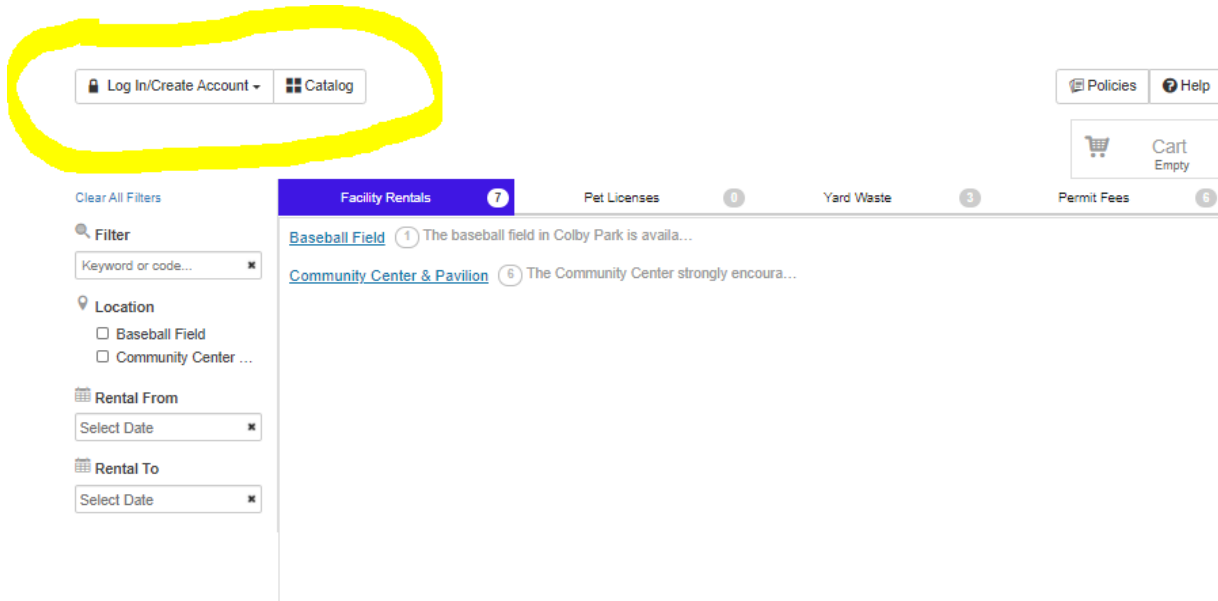 Log In/Create Account Catalog Policies Help
Cart
Empty
Clear All Filters
Facility Rentals 7 Pet Licenses 0 Yard Waste 3 Permit Fees 6
Filter
Keyword or code...
Location
Baseball Field
Community Center ...
Rental From
Select Date
Rental To
Select Date
Baseball Field 1 The baseball field in Colby Park is availa...
Community Center & Pavilion 6 The Community Center strongly encoura...